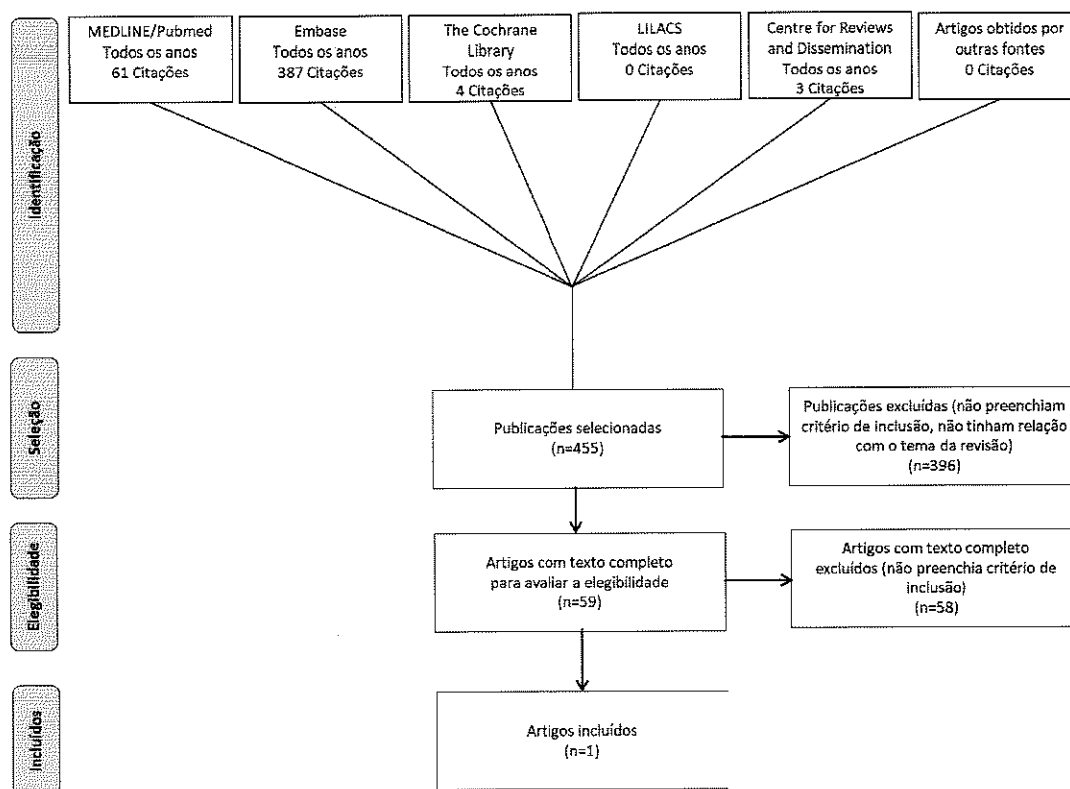 MEDLINE/Pubmed
Todos os anos
61 Citações
Embase
Todos os anos
387 Citações
The Cochrane
Library
Todos os anos
4 Citações
LILACS
Todos os anos
0 Citações
Centre for Reviews
and Dissemination
Todos os anos
3 Citações
Artigos obtidos por
outras fontes
0 Citações
Identificação
Seleção
Publicações selecionadas
(n=455)
Publicações excluídas (não preenchiam
critério de inclusão, não tinham relação
com o tema da revisão)
(n=396)
Elegibilidade
Artigos com texto completo
para avaliar a elegibilidade
(n=59)
Artigos com texto completo
excluídos (não preenchia critério de
inclusão)
(n=58)
Incluídos
Artigos incluídos
(n=1)